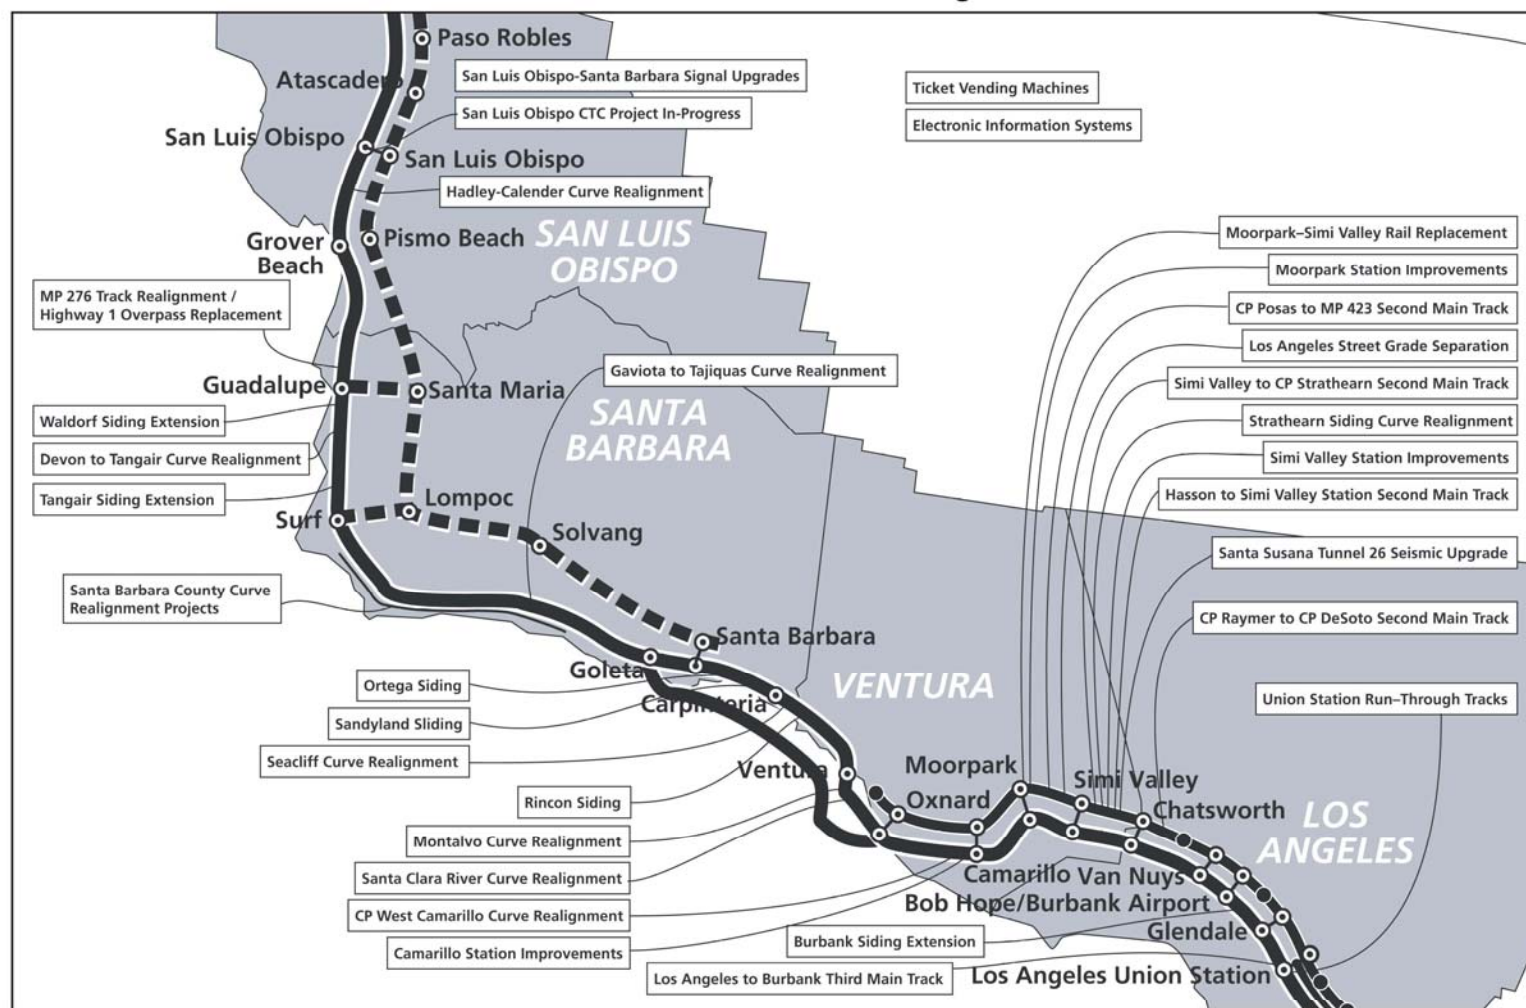 Paso Robles
Atascadero
San Luis Obispo-Santa Barbara Signal Upgrades
Ticket Vending Machines
San Luis Obispo CTC Project In-Progress
Electronic Information Systems
San Luis Obispo
San Luis Obispo
Hadley-Calender Curve Realignment
Grover
Beach
Pismo Beach
SAN LUIS
OBISPO
Moorpark–Simi Valley Rail Replacement
Moorpark Station Improvements
MP 276 Track Realignment /
Highway 1 Overpass Replacement
CP Posas to MP 423 Second Main Track
Los Angeles Street Grade Separation
Gaviota to Tajiquas Curve Realignment
Simi Valley to CP Strathearn Second Main Track
Guadalupe
Santa Maria
SANTA
BARBARA
Waldorf Siding Extension
Strathearn Siding Curve Realignment
Devon to Tangair Curve Realignment
Simi Valley Station Improvements
Tangair Siding Extension
Hasson to Simi Valley Station Second Main Track
Surf
Lompoc
Solvang
Santa Susana Tunnel 26 Seismic Upgrade
Santa Barbara County Curve
Realignment Projects
CP Raymer to CP DeSoto Second Main Track
Santa Barbara
Goleta
Ortega Siding
VENTURA
Union Station Run–Through Tracks
Carpinteria
Sandyland Sliding
Seacliff Curve Realignment
Ventura
Moorpark
Simi Valley
Rincon Siding
Oxnard
Chatsworth
LOS
ANGELES
Montalvo Curve Realignment
Santa Clara River Curve Realignment
Camarillo
Van Nuys
CP West Camarillo Curve Realignment
Bob Hope/Burbank Airport
Camarillo Station Improvements
Burbank Siding Extension
Glendale
Los Angeles to Burbank Third Main Track
Los Angeles Union Station